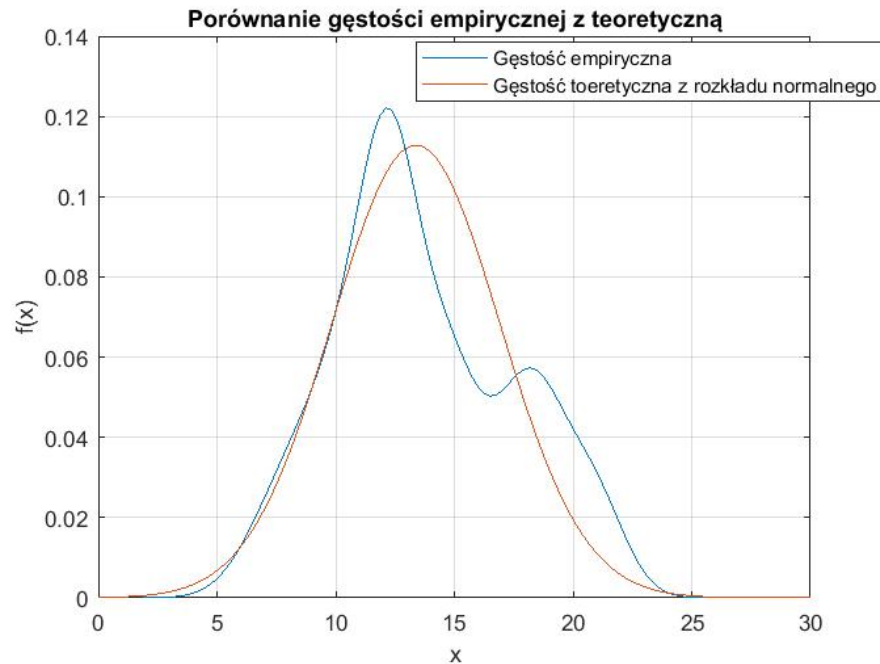 Porównanie gęstości empirycznej z teoretyczną
Gęstość empiryczna
Gęstość toeretyczna z rozkładu normalnego
0.14
0.12
0.1
0.08
0.06
0.04
0.02
0
f(x)
0 5 10 15 20 25 30
x